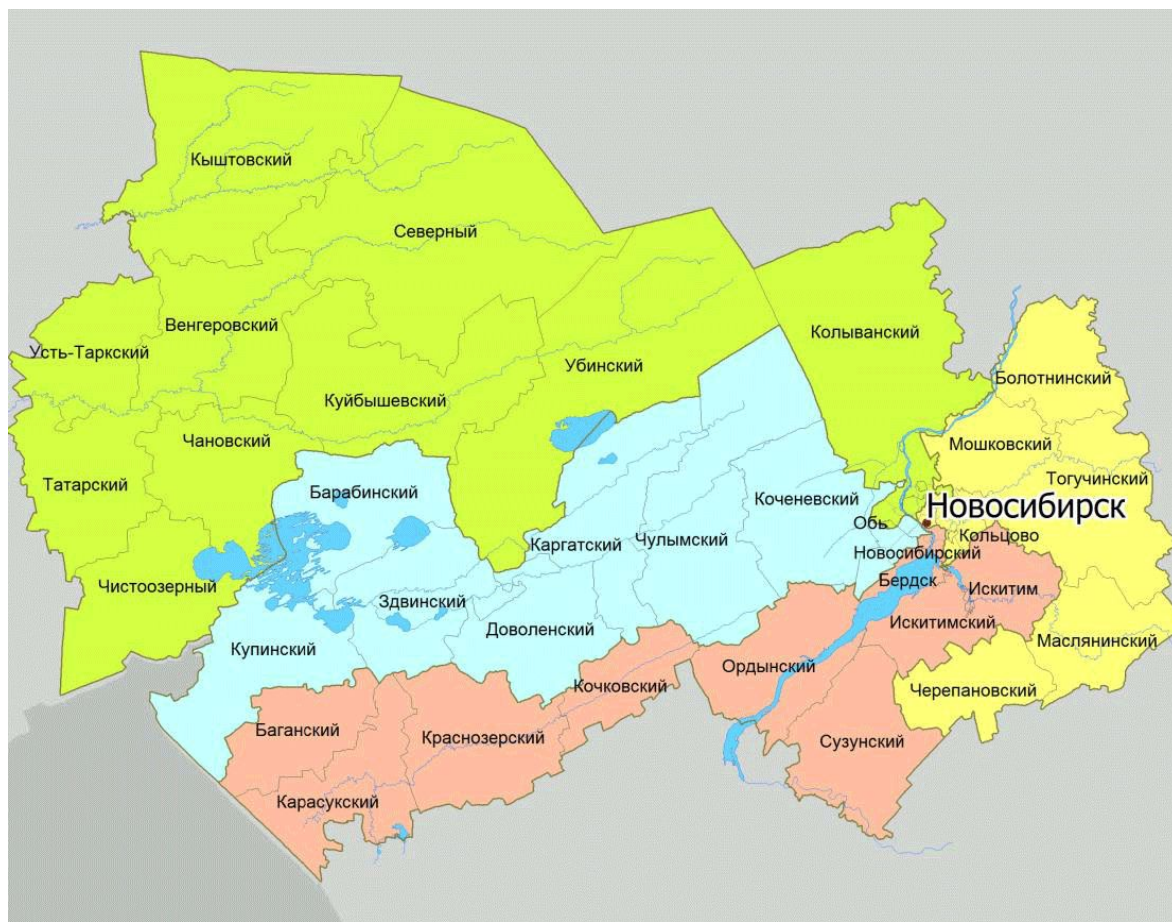 Кыштовский
Северный
Венгеровский
Колыванский
Усть-Таркский
Убинский
Болотнинский
Куйбышевский
Чановский
Мошковский
Тогучинский
Татарский
Барабинский
Коченевский
Новосибирск
Обь
Кольцово
Каргатский
Чулымский
Новосибирский
Чистоозерный
Бердск
Искитим
Здвинский
Искитимский
Доволенский
Маслянинский
Купинский
Ордынский
Кочковский
Черепановский
Баганский
Краснозерский
Сузунский
Карасукский